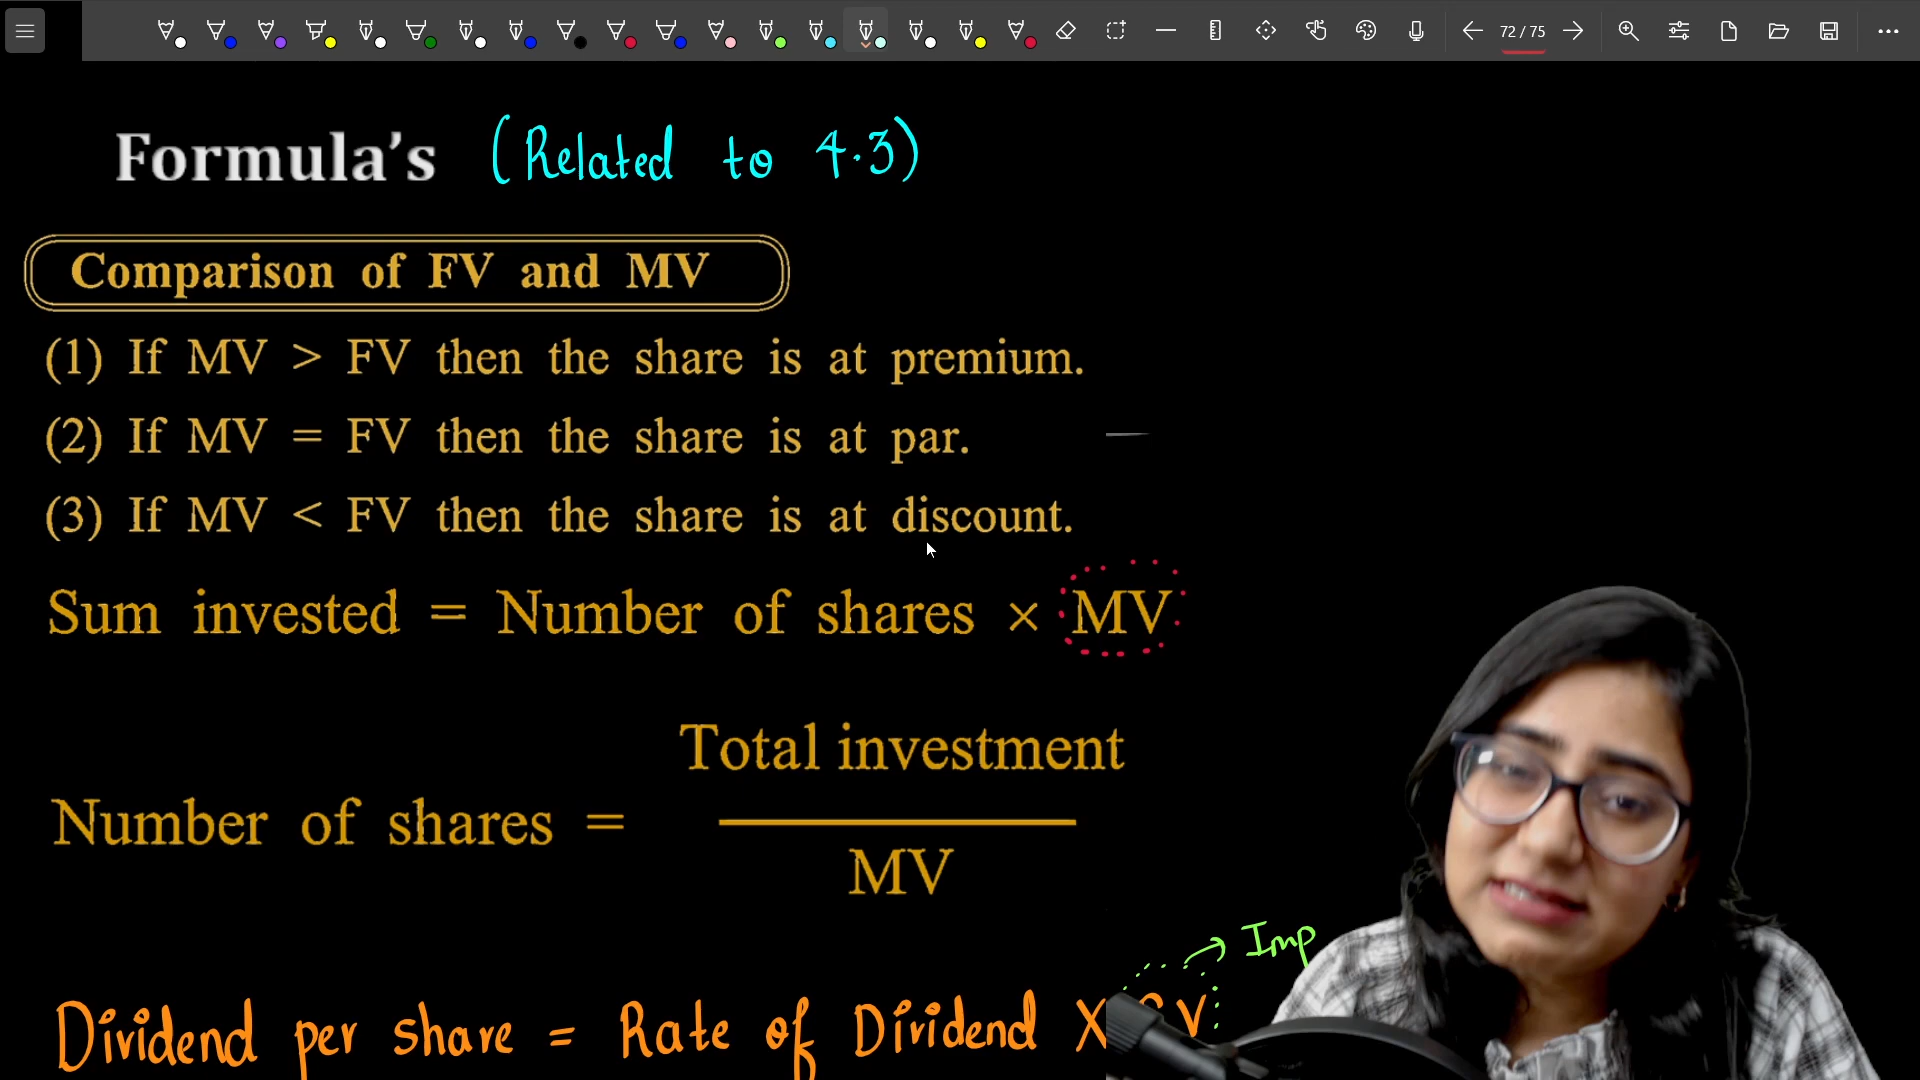 72 / 75
Formula's (Related to 4.3)
Comparison of FV and MV
(1) If MV > FV then the share is at premium.
(2) If MV = FV then the share is at par.
(3) If MV < FV then the share is at discount.
Sum invested = Number of shares × MV
Total investment
Number of shares =
MV
Imp
Dividend per share = Rate of Dividend X